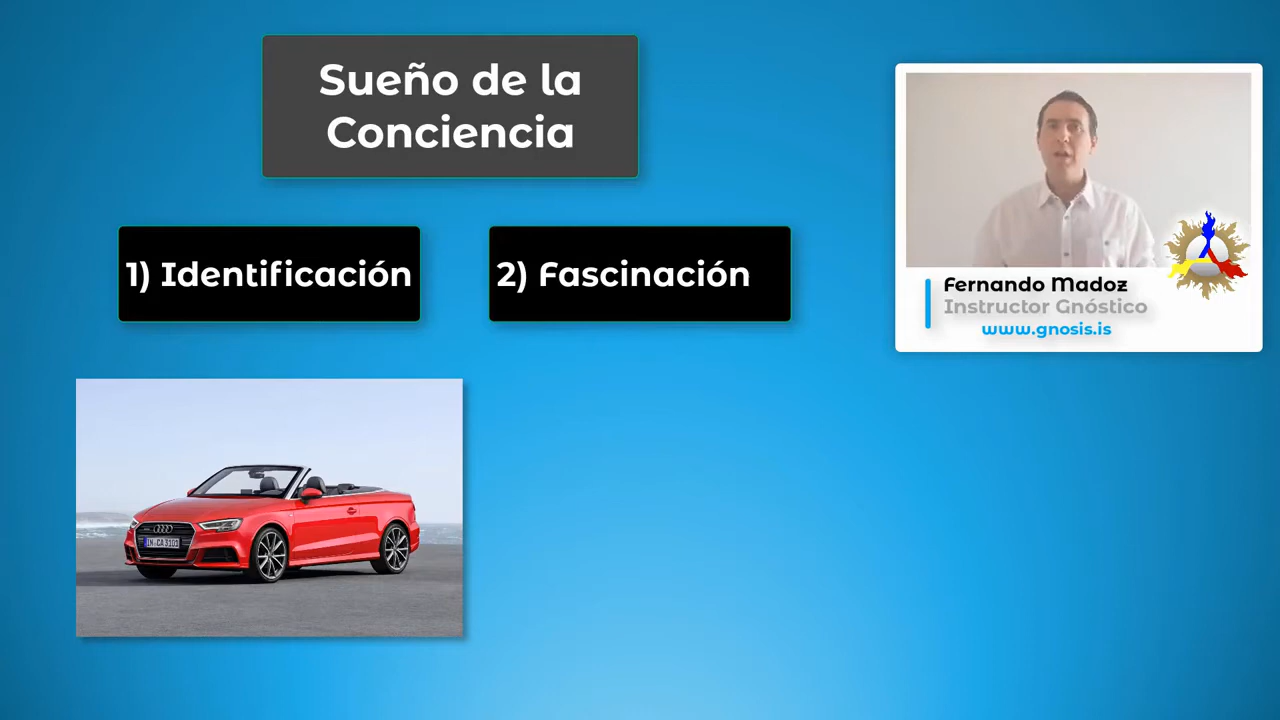 Sueño de la
Conciencia
1) Identificación
2) Fascinación
Fernando Madoz
Instructor Gnóstico
www.gnosis.is